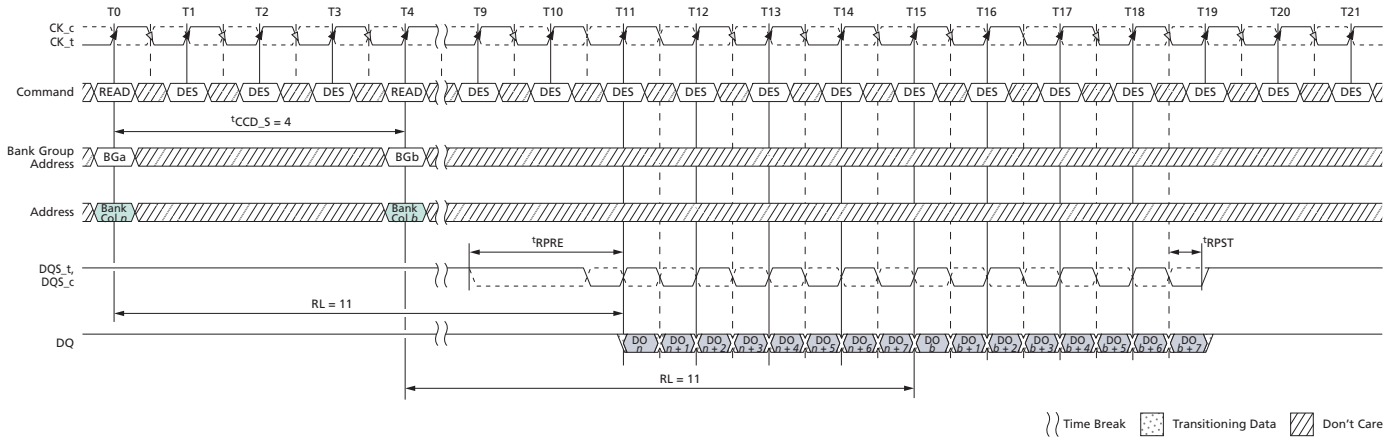 T0 T1 T2 T3 T4 T9 T10 T11 T12 T13 T14 T15 T16 T17 T18 T19 T20 T21
CK_c
CK_t
Command READ DES DES DES READ DES DES DES DES DES DES DES DES DES DES DES DES DES
tCCD_S = 4
Bank Group
Address BGa BGb
Address Bank Col n Bank Col b
tRPRE tRPST
DQS_t,
DQS_c
RL = 11
DQ DO n DO n + 1 DO n + 2 DO n + 3 DO n + 4 DO n + 5 DO n + 6 DO n + 7 DO b DO b + 1 DO b + 2 DO b + 3 DO b + 4 DO b + 5 DO b + 6 DO b + 7
RL = 11
Time Break Transitioning Data Don't Care